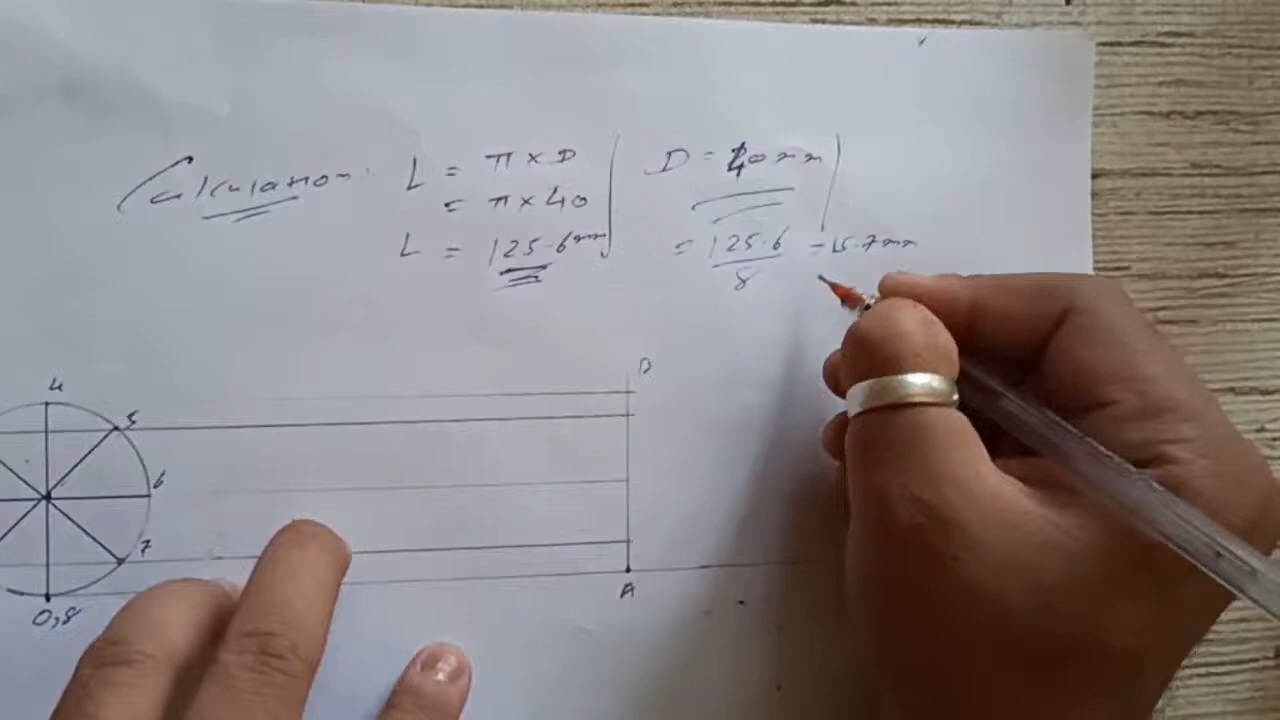 Calculation: L = π × D D = 40mm
= π × 40
L = 125.6mm = 125.6 = 15.7mm
8
4
B
5
6
7
A
0,8